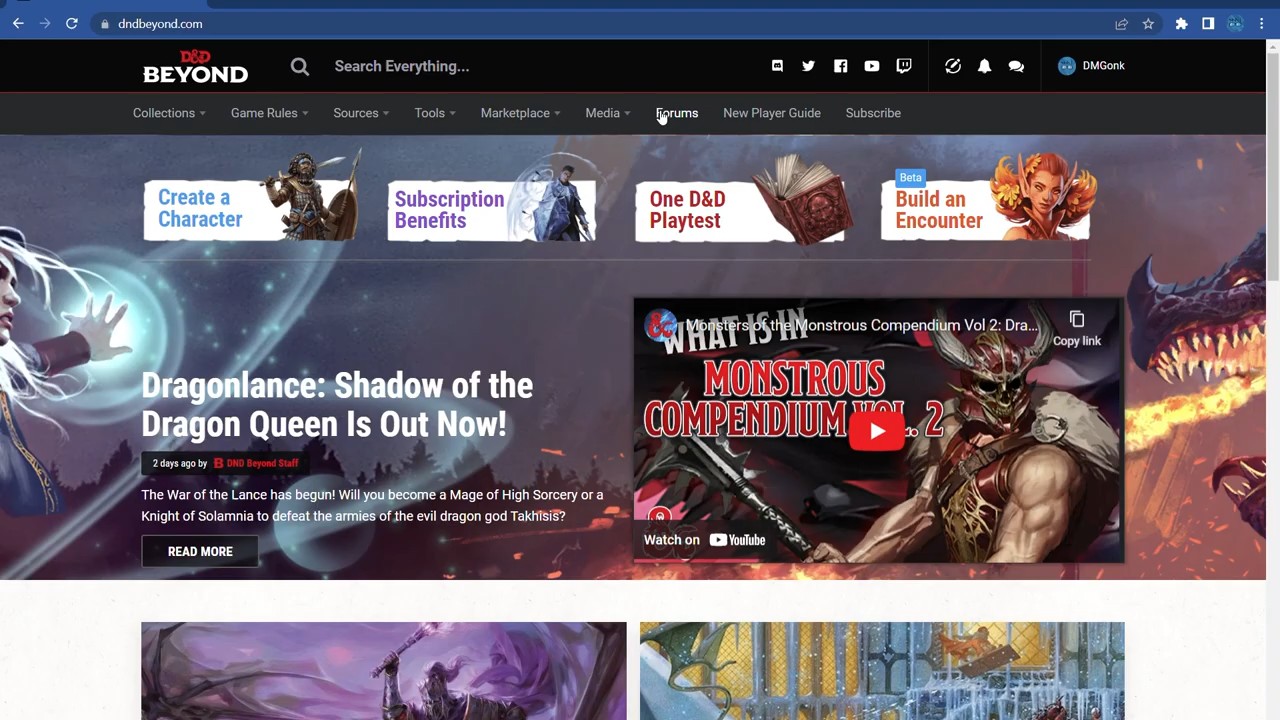 dndbeyond.com
D&D
BEYOND
Search Everything...
DMGonk
Collections
Game Rules
Sources
Tools
Marketplace
Media
Forums
New Player Guide
Subscribe
Create a
Character
Subscription
Benefits
One D&D
Playtest
Beta
Build an
Encounter
Dragonlance: Shadow of the
Dragon Queen Is Out Now!
2 days ago by DND Beyond Staff
The War of the Lance has begun! Will you become a Mage of High Sorcery or a
Knight of Solamnia to defeat the armies of the evil dragon god Takhisis?
READ MORE
Monsters of the Monstrous Compendium Vol 2: Dra...
Copy link
WHAT IS IN
MONSTROUS
COMPENDIUM VOL. 2
Watch on YouTube